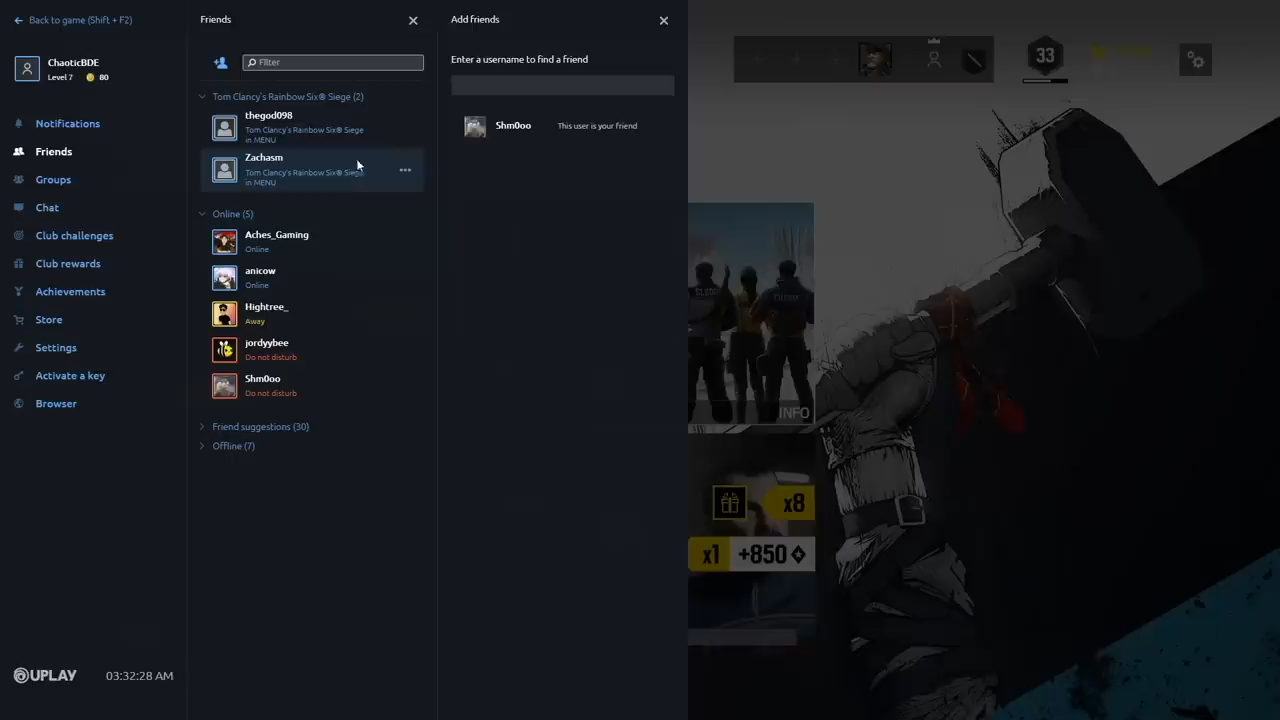 Back to game (Shift + F2)
ChaoticBDE
Level 7
80
Notifications
Friends
Groups
Chat
Club challenges
Club rewards
Achievements
Store
Settings
Activate a key
Browser
UPLAY
03:32:28 AM
Friends
Filter
Tom Clancy's Rainbow Six® Siege (2)
thegod098
Tom Clancy's Rainbow Six® Siege
in MENU
Zachasm
Tom Clancy's Rainbow Six® Siege
in MENU
Online (5)
Aches_Gaming
Online
anicow
Online
Hightree_
Away
jordyybee
Do not disturb
Shm0oo
Do not disturb
Friend suggestions (30)
Offline (7)
Add friends
Enter a username to find a friend
Shm0oo
This user is your friend
33
INFO
x8
x1
+850